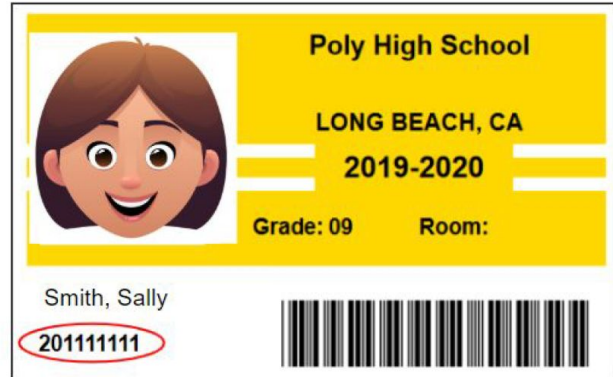 Poly High School
LONG BEACH, CA
2019-2020
Grade: 09 Room:
Smith, Sally
201111111